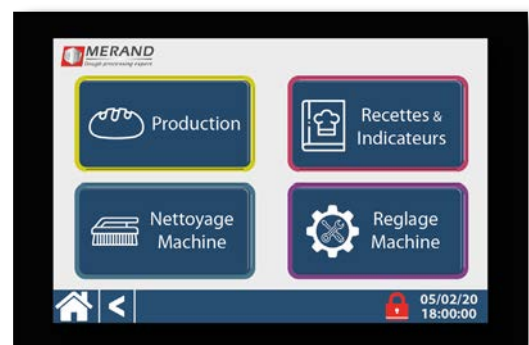 MERAND
Dough processing expert
Production
Recettes &
Indicateurs
Nettoyage
Machine
Reglage
Machine
05/02/20
18:00:00